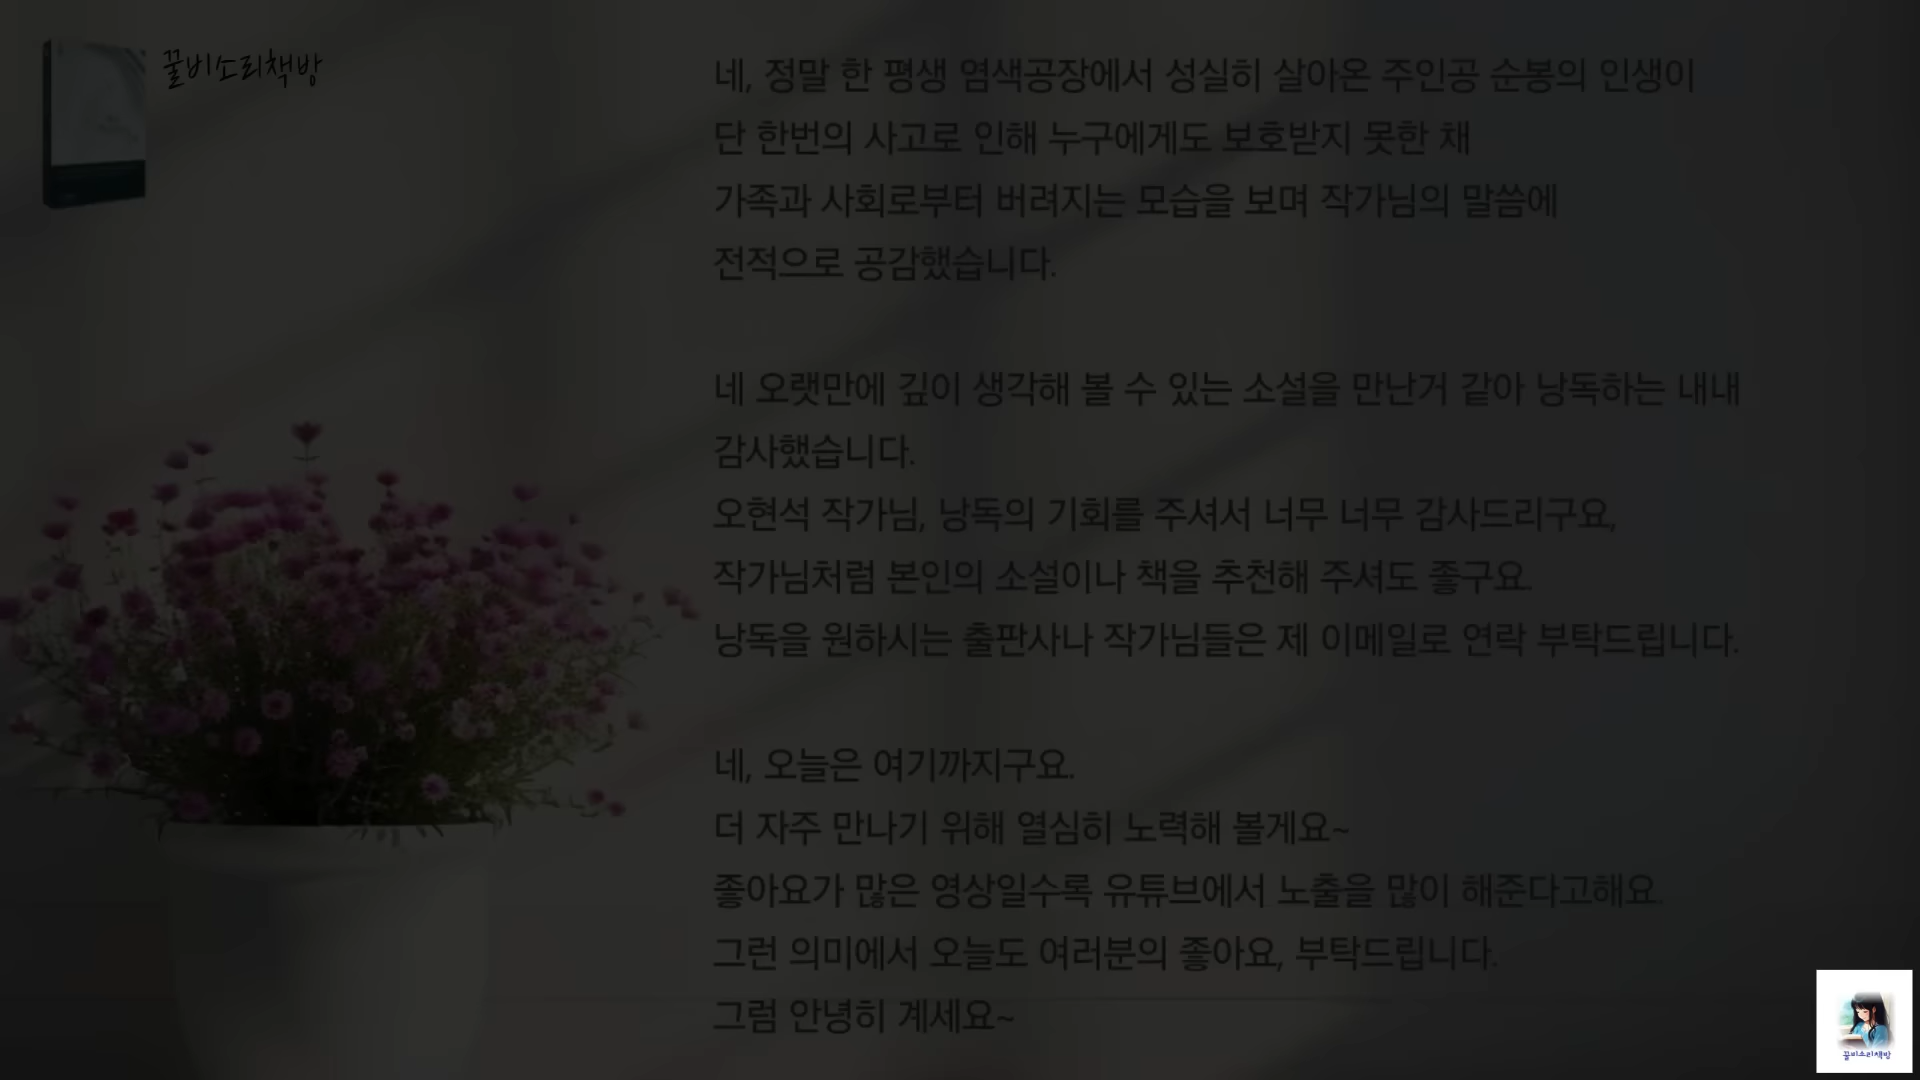 꿀비소리책방
네, 정말 한 평생 염색공장에서 성실히 살아온 주인공 순봉의 인생이
단 한번의 사고로 인해 누구에게도 보호받지 못한 채
가족과 사회로부터 버려지는 모습을 보며 작가님의 말씀에
전적으로 공감했습니다.
네 오랫만에 깊이 생각해 볼 수 있는 소설을 만난거 같아 낭독하는 내내
감사했습니다.
오현석 작가님, 낭독의 기회를 주셔서 너무 너무 감사드리구요,
작가님처럼 본인의 소설이나 책을 추천해 주셔도 좋구요.
낭독을 원하시는 출판사나 작가님들은 제 이메일로 연락 부탁드립니다.
네, 오늘은 여기까지구요.
더 자주 만나기 위해 열심히 노력해 볼게요~
좋아요가 많은 영상일수록 유튜브에서 노출을 많이 해준다고해요.
그런 의미에서 오늘도 여러분의 좋아요, 부탁드립니다.
그럼 안녕히 계세요~
꿀비소리책방